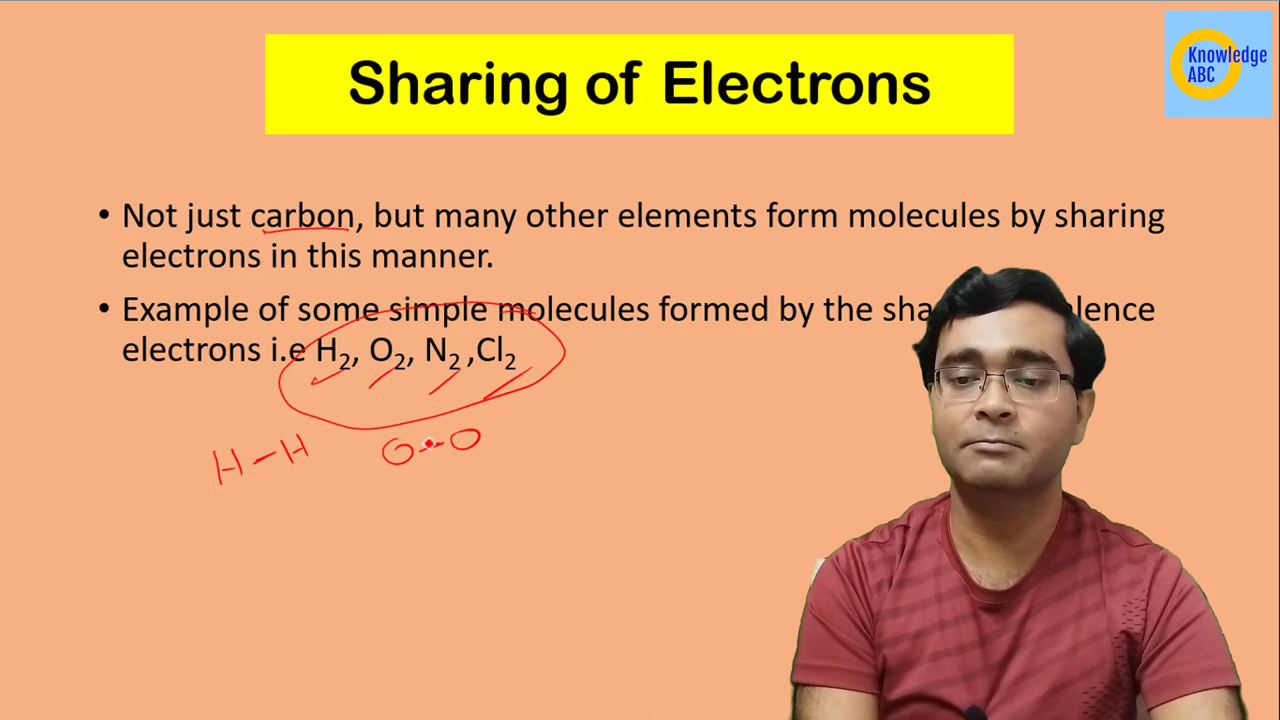 Sharing of Electrons
Knowledge
ABC
• Not just carbon, but many other elements form molecules by sharing
electrons in this manner.
• Example of some simple molecules formed by the sha lence
electrons i.e H₂, O₂, N₂ ,Cl₂
H–H O–O